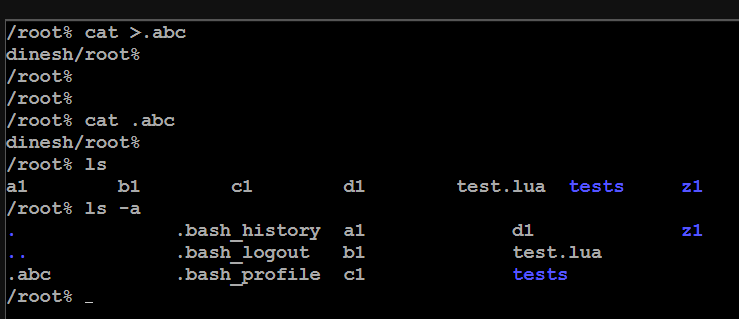 /root% cat >.abc
dinesh/root%
/root%
/root%
/root% cat .abc
dinesh/root%
/root% ls
a1 b1 c1 d1 test.lua tests z1
/root% ls -a
. .bash_history a1 d1 z1
.. .bash_logout b1 test.lua
.abc .bash_profile c1 tests
/root% _